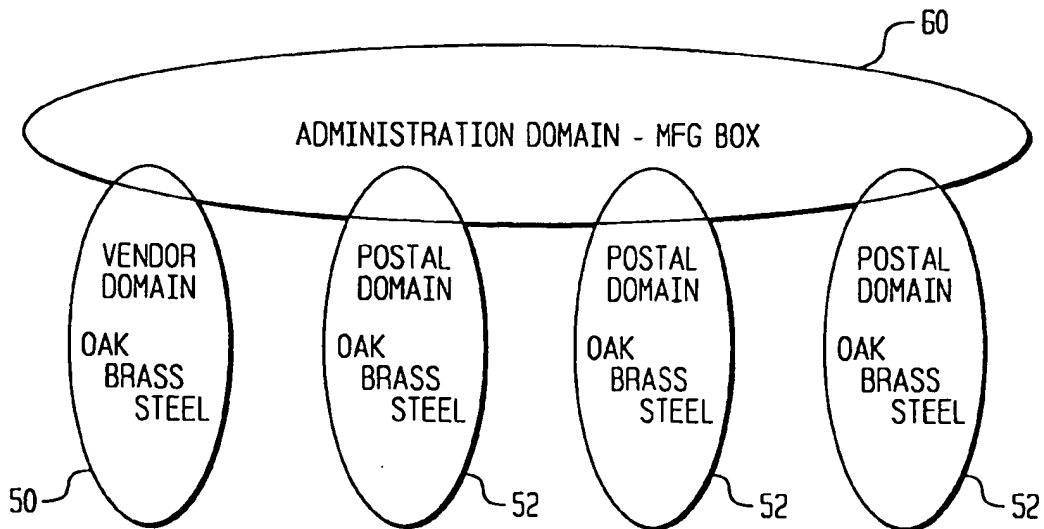 60
ADMINISTRATION DOMAIN - MFG BOX
VENDOR
DOMAIN
OAK
BRASS
STEEL
50
POSTAL
DOMAIN
OAK
BRASS
STEEL
52
POSTAL
DOMAIN
OAK
BRASS
STEEL
52
POSTAL
DOMAIN
OAK
BRASS
STEEL
52